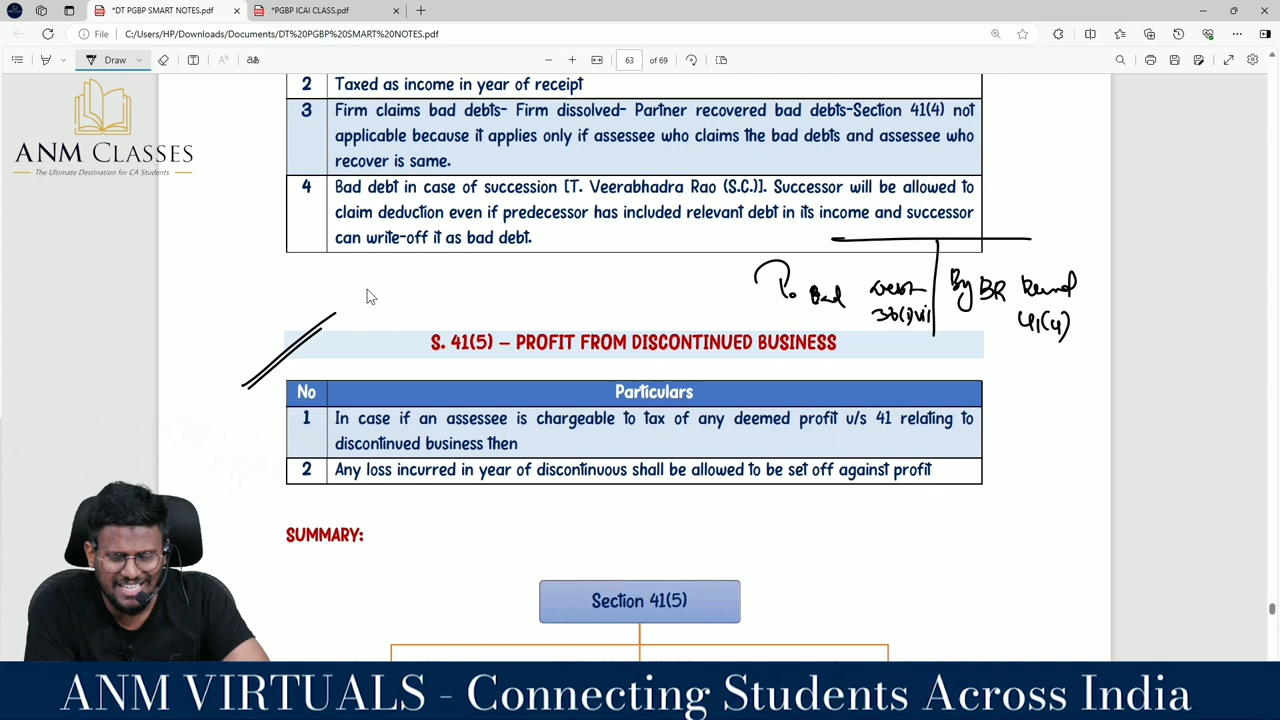 *DT PGBP SMART NOTES.pdf
*PGBP ICAI CLASS.pdf
File
C:/Users/HP/Downloads/Documents/DT%20PGBP%20SMART%20NOTES.pdf
Draw
aあ
63 of 69
ANM CLASSES
The Ultimate Destination for CA Students
2 Taxed as income in year of receipt
3 Firm claims bad debts- Firm dissolved- Partner recovered bad debts-Section 41(4) not
applicable because it applies only if assessee who claims the bad debts and assessee who
recover is same.
4 Bad debt in case of succession [T. Veerabhadra Rao (S.C.)]. Successor will be allowed to
claim deduction even if predecessor has included relevant debt in its income and successor
can write-off it as bad debt.
To Bad Debt By BR
36(1)vii 41(4)
S. 41(5) – PROFIT FROM DISCONTINUED BUSINESS
No Particulars
1 In case if an assessee is chargeable to tax of any deemed profit u/s 41 relating to
discontinued business then
2 Any loss incurred in year of discontinuous shall be allowed to be set off against profit
SUMMARY:
Section 41(5)
ANM VIRTUALS - Connecting Students Across India